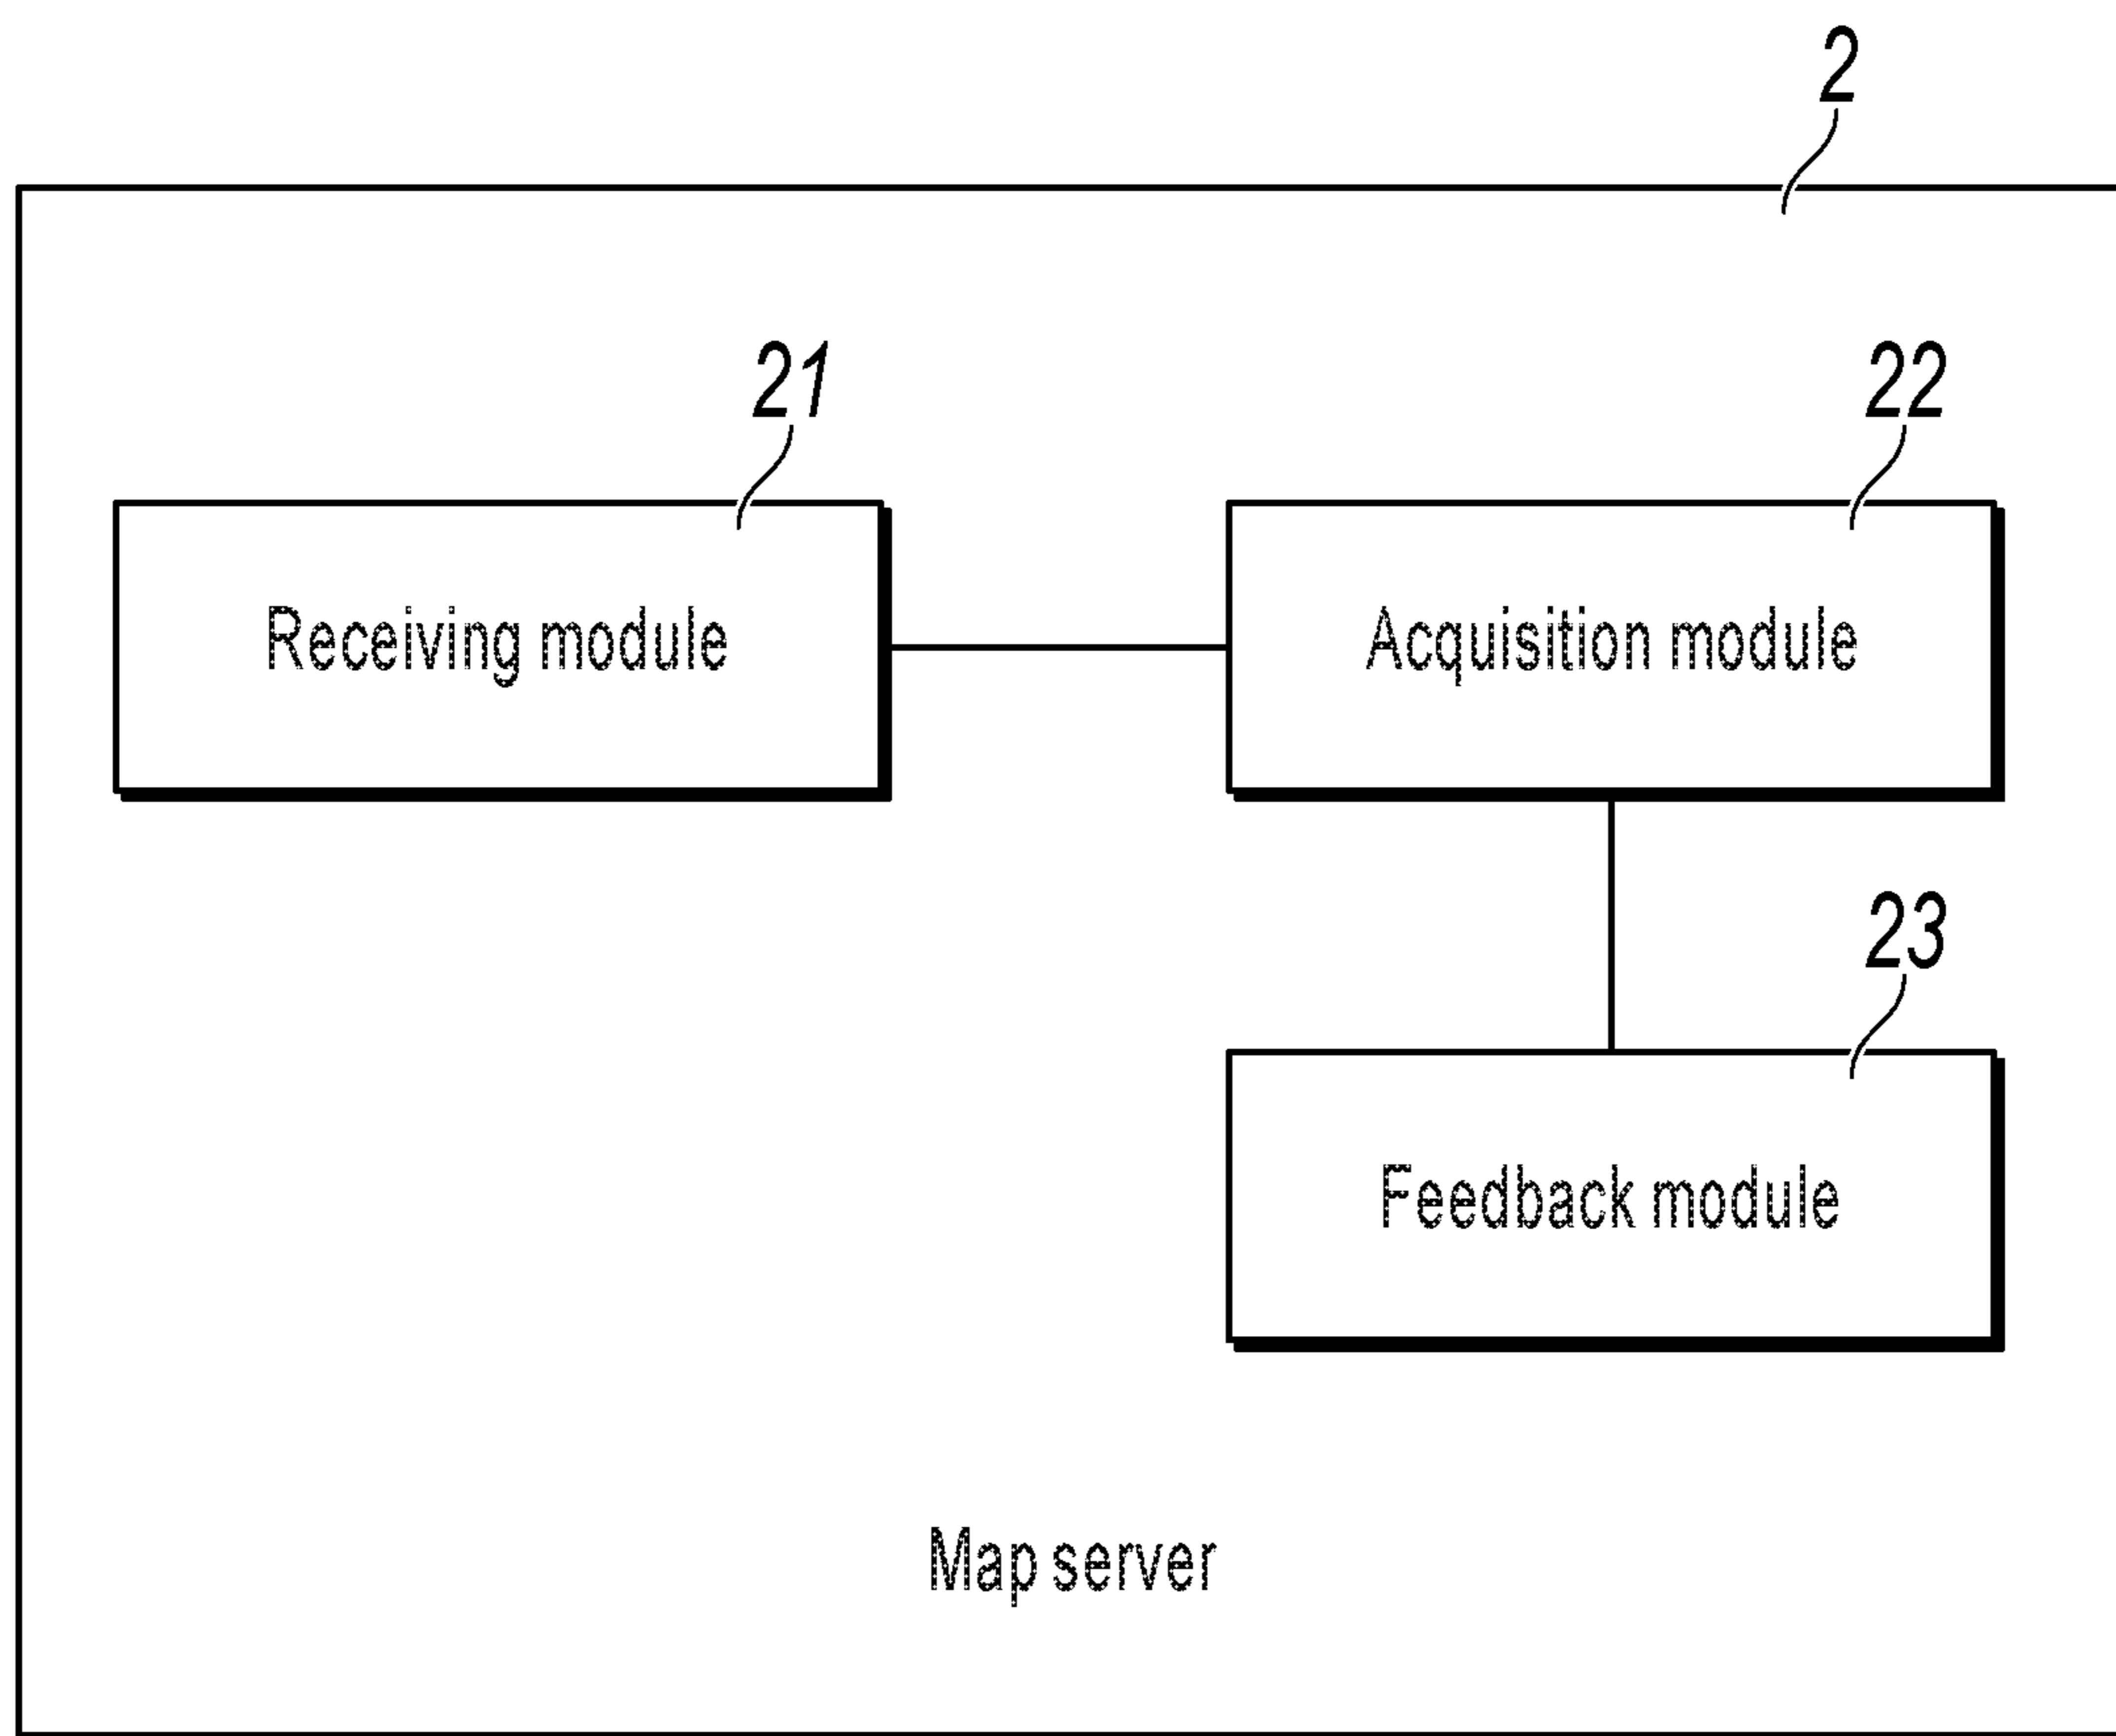 2
21
22
Receiving module
Acquisition module
23
Feedback module
Map server